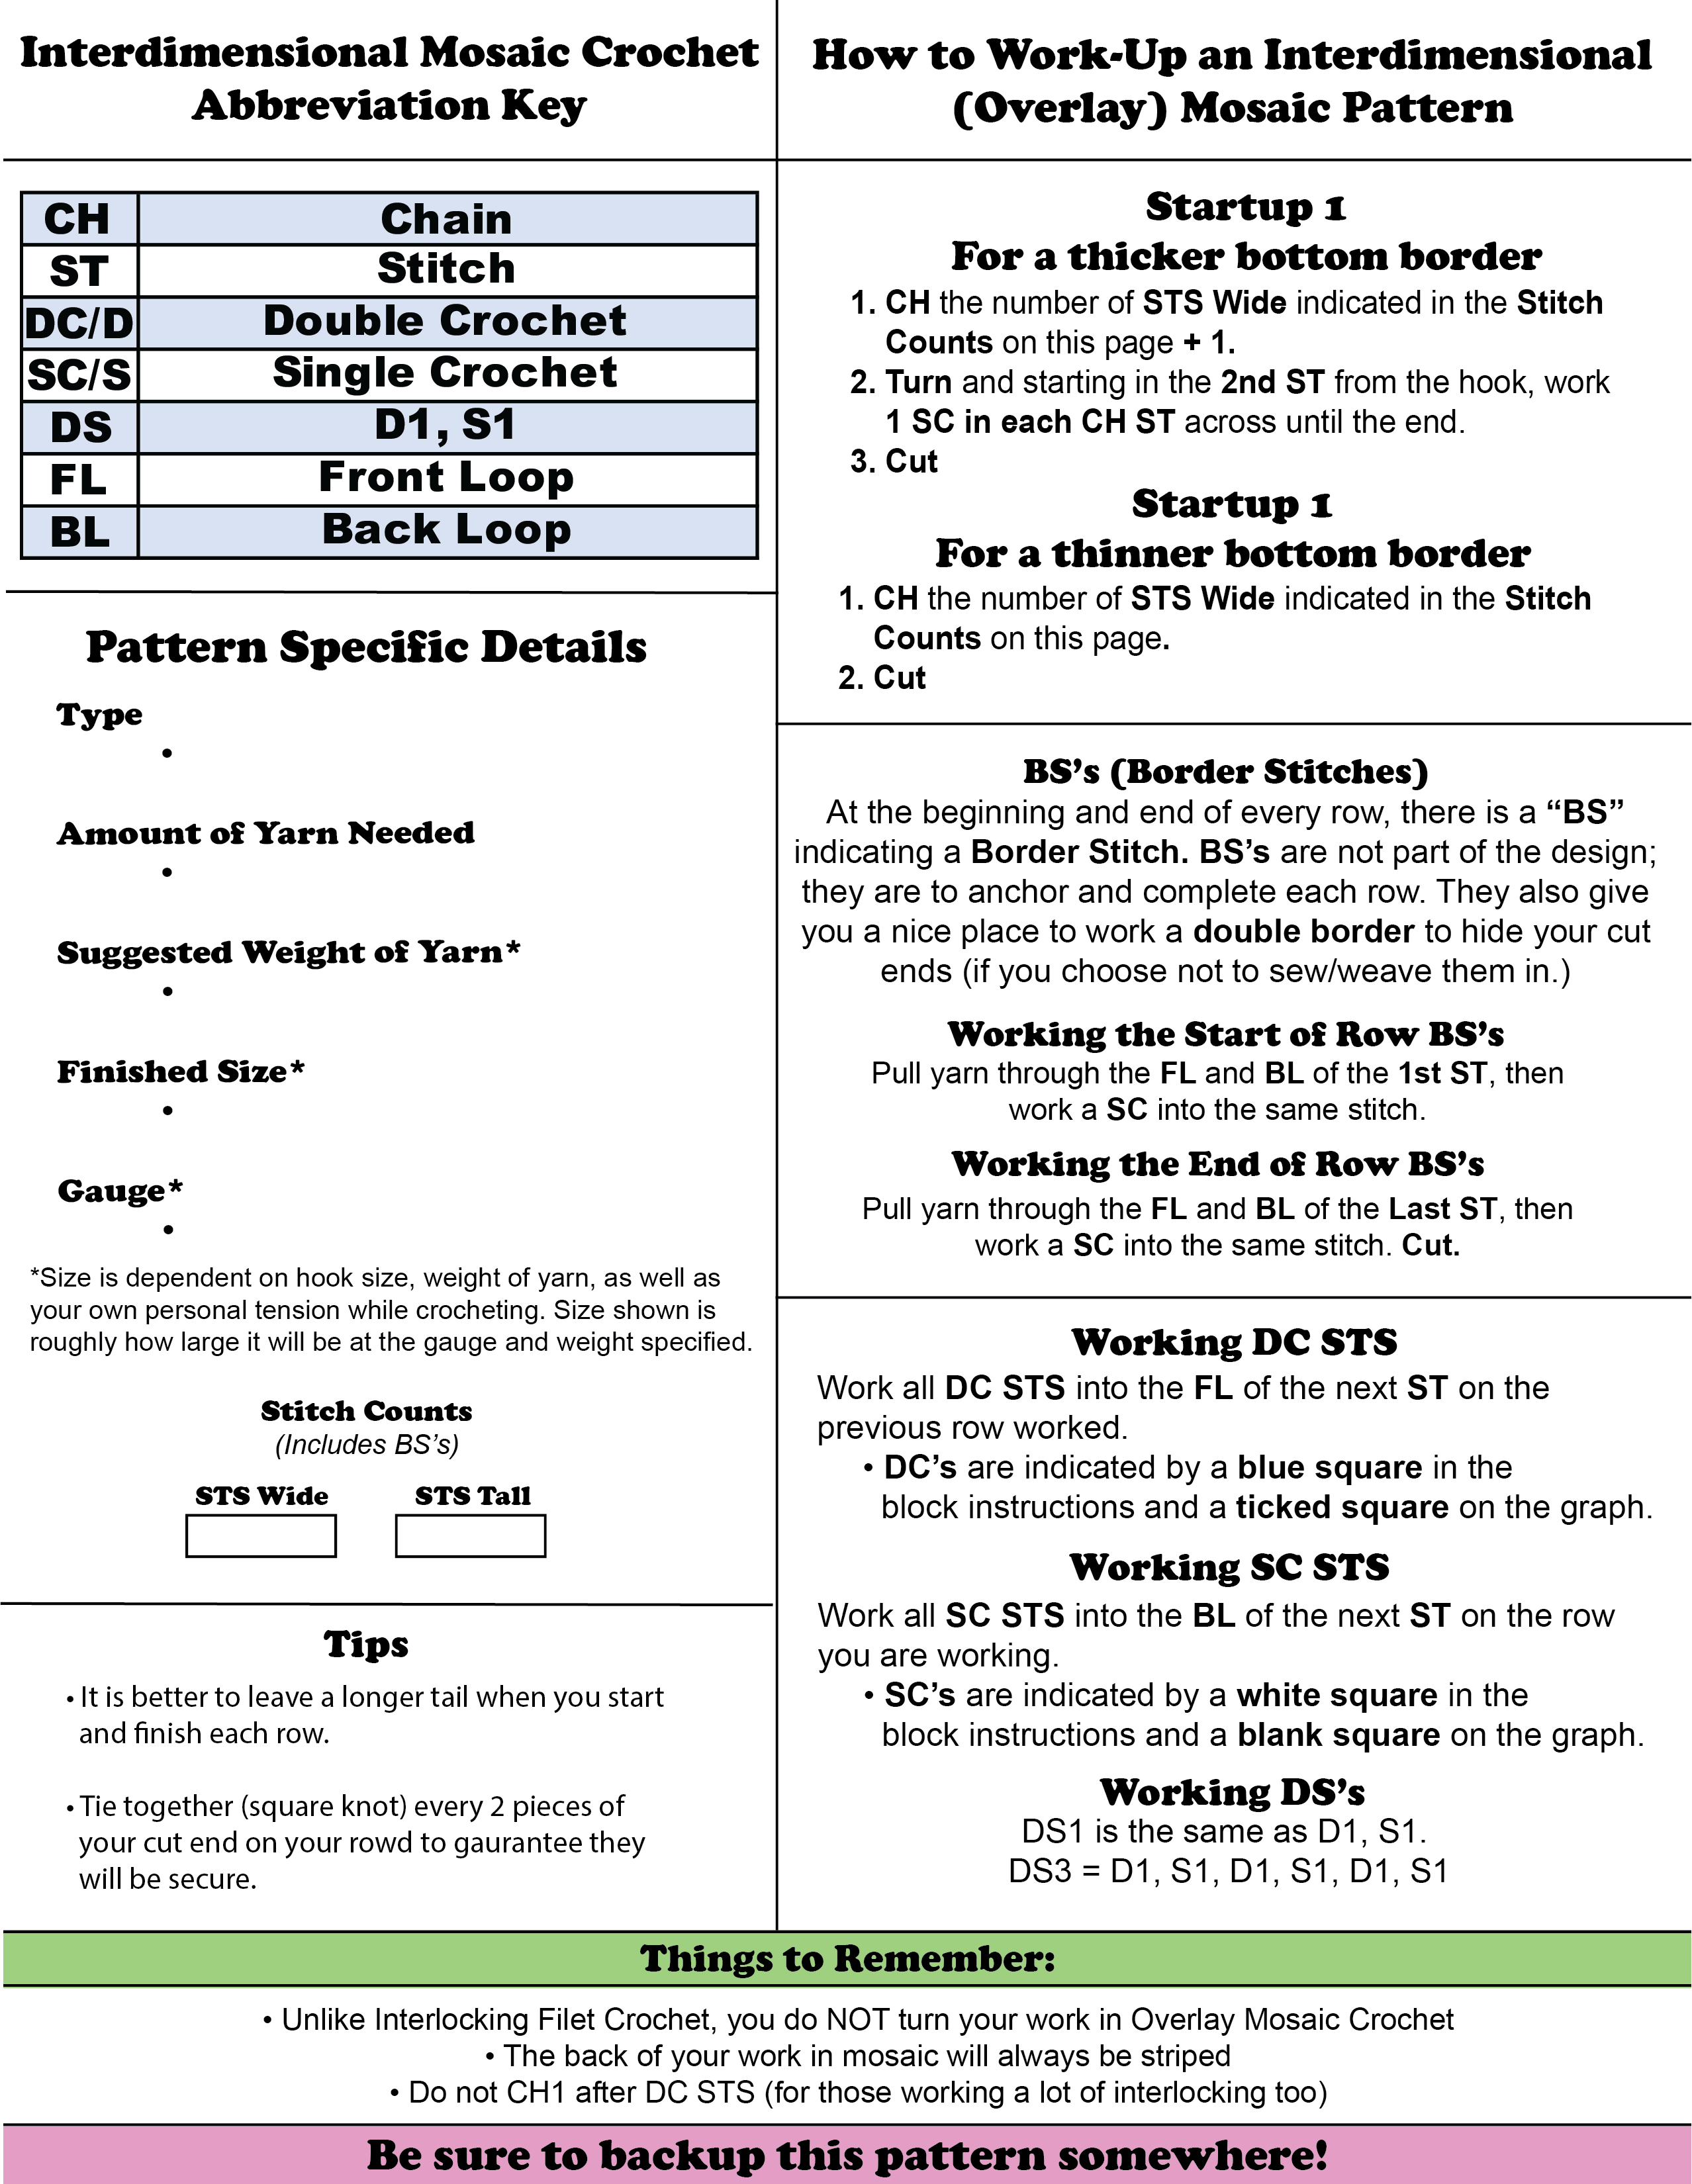 Interdimensional Mosaic Crochet
Abbreviation Key
CH Chain
ST Stitch
DC/D Double Crochet
SC/S Single Crochet
DS D1, S1
FL Front Loop
BL Back Loop
Pattern Specific Details
Type
•
Amount of Yarn Needed
•
Suggested Weight of Yarn*
•
Finished Size*
•
Gauge*
•
*Size is dependent on hook size, weight of yarn, as well as
your own personal tension while crocheting. Size shown is
roughly how large it will be at the gauge and weight specified.
Stitch Counts
(Includes BS's)
STS Wide STS Tall
Tips
• It is better to leave a longer tail when you start
and finish each row.
• Tie together (square knot) every 2 pieces of
your cut end on your rowd to gaurantee they
will be secure.
How to Work-Up an Interdimensional
(Overlay) Mosaic Pattern
Startup 1
For a thicker bottom border
1. CH the number of STS Wide indicated in the Stitch
Counts on this page + 1.
2. Turn and starting in the 2nd ST from the hook, work
1 SC in each CH ST across until the end.
3. Cut
Startup 1
For a thinner bottom border
1. CH the number of STS Wide indicated in the Stitch
Counts on this page.
2. Cut
BS's (Border Stitches)
At the beginning and end of every row, there is a “BS”
indicating a Border Stitch. BS's are not part of the design;
they are to anchor and complete each row. They also give
you a nice place to work a double border to hide your cut
ends (if you choose not to sew/weave them in.)
Working the Start of Row BS's
Pull yarn through the FL and BL of the 1st ST, then
work a SC into the same stitch.
Working the End of Row BS's
Pull yarn through the FL and BL of the Last ST, then
work a SC into the same stitch. Cut.
Working DC STS
Work all DC STS into the FL of the next ST on the
previous row worked.
• DC's are indicated by a blue square in the
block instructions and a ticked square on the graph.
Working SC STS
Work all SC STS into the BL of the next ST on the row
you are working.
• SC's are indicated by a white square in the
block instructions and a blank square on the graph.
Working DS's
DS1 is the same as D1, S1.
DS3 = D1, S1, D1, S1, D1, S1
Things to Remember:
• Unlike Interlocking Filet Crochet, you do NOT turn your work in Overlay Mosaic Crochet
• The back of your work in mosaic will always be striped
• Do not CH1 after DC STS (for those working a lot of interlocking too)
Be sure to backup this pattern somewhere!